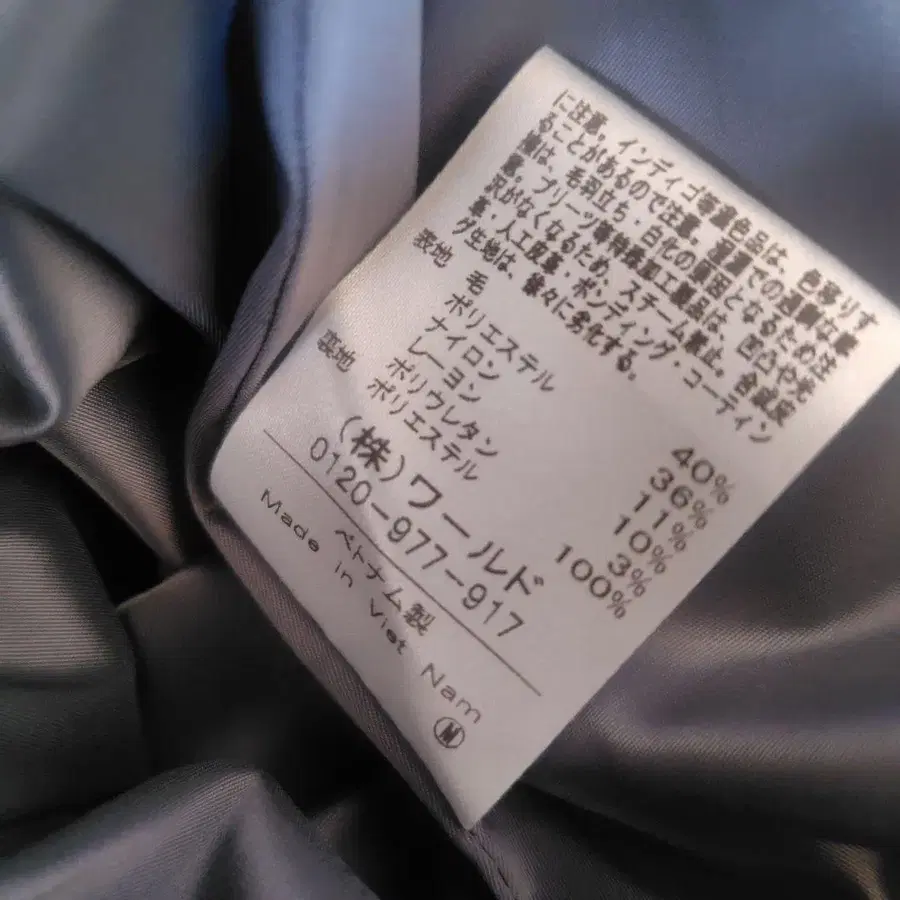 に注意。インディゴ等濃色品は、色移りす
ることがあるので注意。での過な摩
擦は、毛羽立ち・白化の原因となるため注
意。プリーツ等特殊加工製品は、凹凸や光
沢がなくなるため、スチーム禁止。合成皮
革・人工皮革・ボンディング・コーティン
グ生地は、徐々に劣化する。
表地 毛 40%
ポリエステル 36%
ナイロン 11%
レーヨン 10%
ポリウレタン 3%
裏地 ポリエステル 100%
(株)ワールド
0120-977-917
ベトナム製
Made in Viet Nam
N